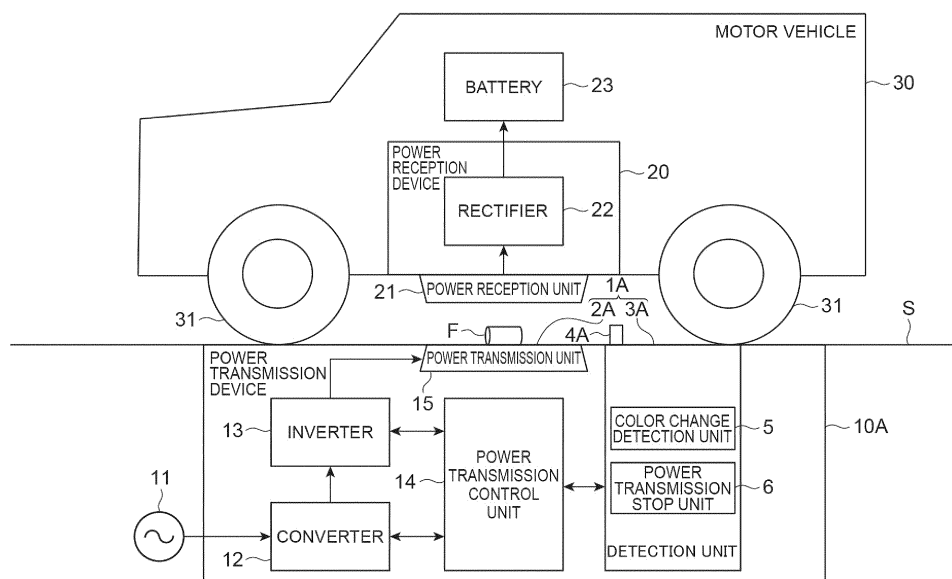 MOTOR VEHICLE
30
BATTERY
23
POWER
RECEPTION
DEVICE
20
RECTIFIER
22
21
POWER RECEPTION UNIT
1A
2A 3A
31
31
F
4A
S
POWER
TRANSMISSION
DEVICE
POWER TRANSMISSION UNIT
15
13
INVERTER
14
POWER
TRANSMISSION
CONTROL
UNIT
COLOR CHANGE
DETECTION UNIT
5
10A
POWER
TRANSMISSION
STOP UNIT
6
11
12
CONVERTER
DETECTION UNIT